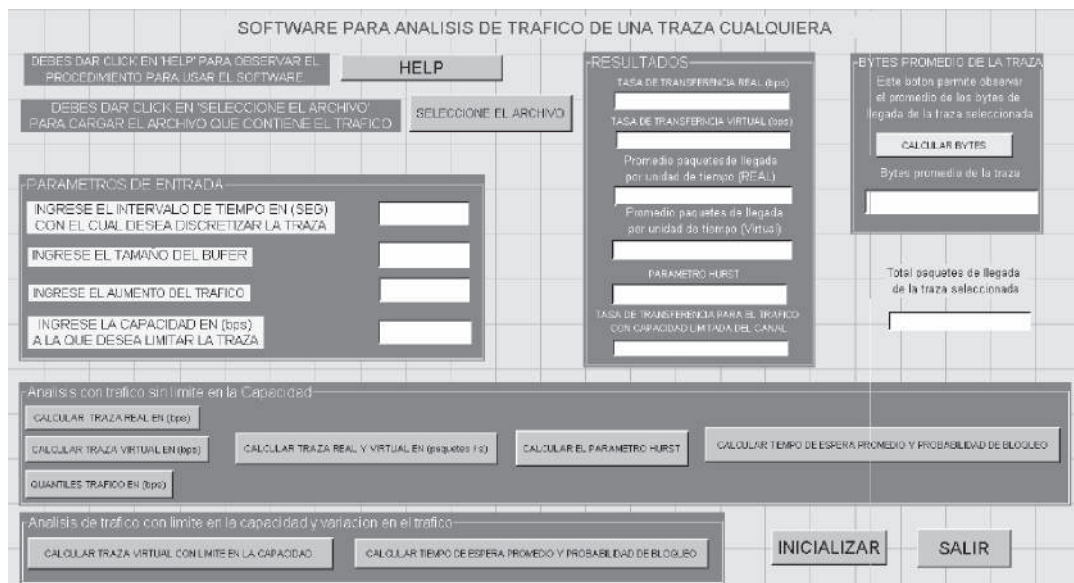 SOFTWARE PARA ANALISIS DE TRAFICO DE UNA TRAZA CUALQUIERA
DEBES DAR CLICK EN 'HELP' PARA OBSERVAR EL
PROCEDIMIENTO PARA USAR EL SOFTWARE
HELP
DEBES DAR CLICK EN 'SELECCIONE EL ARCHIVO'
PARA CARGAR EL ARCHIVO QUE CONTIENE EL TRAFICO
SELECCIONE EL ARCHIVO
PARAMETROS DE ENTRADA
INGRESE EL INTERVALO DE TIEMPO EN (SEG)
CON EL CUAL DESEA DISCRETIZAR LA TRAZA
INGRESE EL TAMAÑO DEL BUFER
INGRESE EL AUMENTO DEL TRAFICO
INGRESE LA CAPACIDAD EN (bps)
A LA QUE DESEA LIMITAR LA TRAZA
RESULTADOS
TASA DE TRANSFERENCIA REAL (bps)
TASA DE TRANSFERNCIA VIRTUAL (bps)
Promedio paquetes de llegada
por unidad de tiempo (REAL)
Promedio paquetes de llegada
por unidad de tiempo (Virtual)
PARAMETRO HURST
TASA DE TRANSFERENCIA PARA EL TRAFICO
CON CAPACIDAD LIMITADA DEL CANAL
BYTES PROMEDIO DE LA TRAZA
Este boton permite observar
el promedio de los bytes de
llegada de la traza seleccionada
CALCULAR BYTES
Bytes promedio de la traza
Total paquetes de llegada
de la traza seleccionada
Analisis con trafico sin limite en la Capacidad
CALCULAR TRAZA REAL EN (bps)
CALCULAR TRAZA VIRTUAL EN (bps)
CALCULAR TRAZA REAL Y VIRTUAL EN (paquetes / s)
CALCULAR EL PARAMETRO HURST
CALCULAR TIEMPO DE ESPERA PROMEDIO Y PROBABILIDAD DE BLOQUEO
QUANTILES TRAFICO EN (bps)
Analisis de trafico con limite en la capacidad y variacion en el trafico
CALCULAR TRAZA VIRTUAL CON LIMITE EN LA CAPACIDAD
CALCULAR TIEMPO DE ESPERA PROMEDIO Y PROBABILIDAD DE BLOQUEO
INICIALIZAR
SALIR